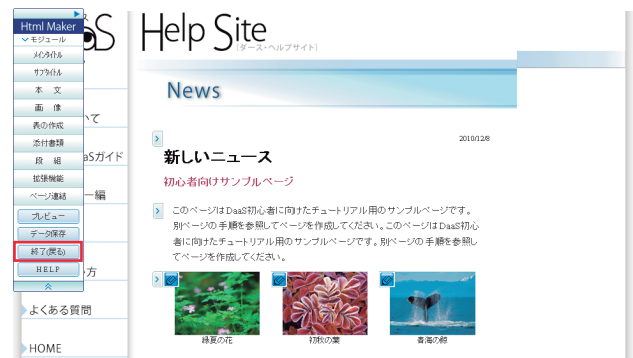 Html Maker
モジュール
メインタイトル
サブタイトル
本 文
画 像
表の作成
添付書類
段 組
拡張機能
ページ連結
プレビュー
データ保存
終了(戻る)
HELP
aS
いて
aSガイド
ー編
方
よくある質問
HOME
Help Site
[ダース・ヘルプサイト]
News
2010/12/8
新しいニュース
初心者向けサンプルページ
このページはDaaS初心者に向けたチュートリアル用のサンプルページです。
別ページの手順を参照してページを作成してください。このページはDaaS初心
者に向けたチュートリアル用のサンプルページです。別ページの手順を参照し
てページを作成してください。
緑夏の花
初秋の葉
青海の鯨